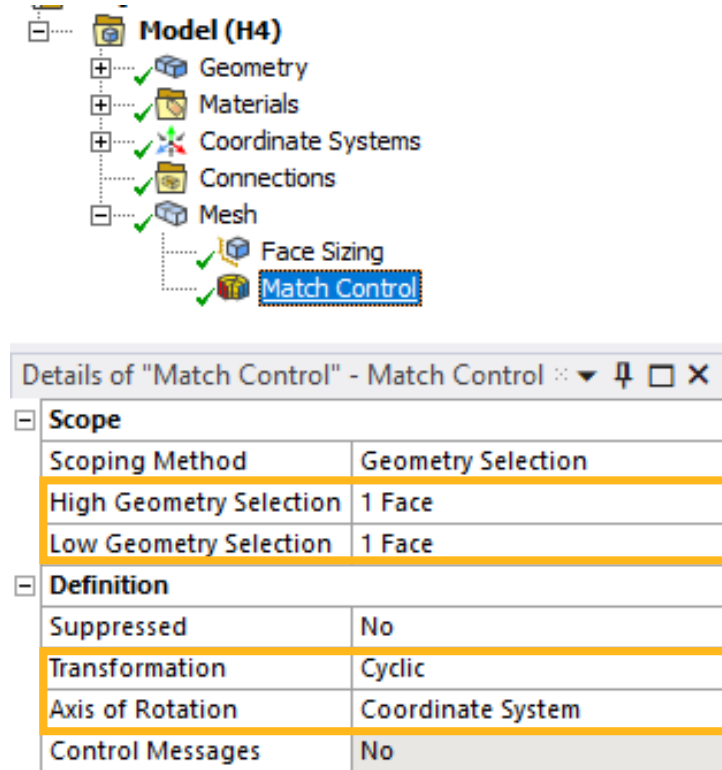 Model (H4)
Geometry
Materials
Coordinate Systems
Connections
Mesh
Face Sizing
Match Control
Details of "Match Control" - Match Control
Scope
Scoping Method Geometry Selection
High Geometry Selection 1 Face
Low Geometry Selection 1 Face
Definition
Suppressed No
Transformation Cyclic
Axis of Rotation Coordinate System
Control Messages No